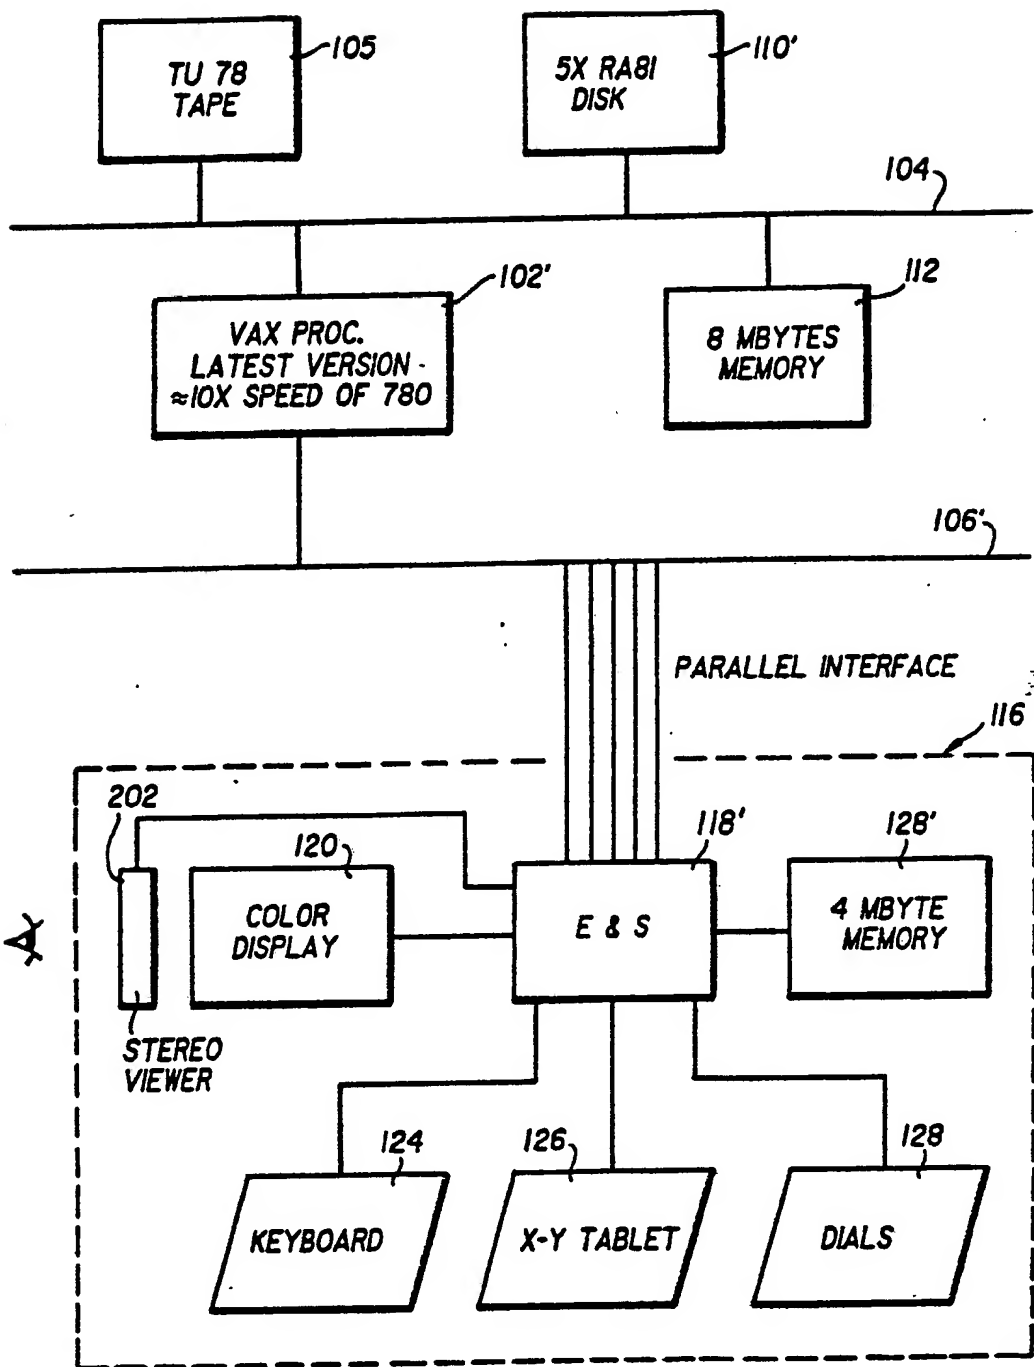 105
TU 78
TAPE
110'
5X RA81
DISK
104
102'
VAX PROC.
LATEST VERSION
≈10X SPEED OF 780
112
8 MBYTES
MEMORY
106'
PARALLEL INTERFACE
116
202
STEREO
VIEWER
120
COLOR
DISPLAY
118'
E & S
128'
4 MBYTE
MEMORY
124
KEYBOARD
126
X-Y TABLET
128
DIALS